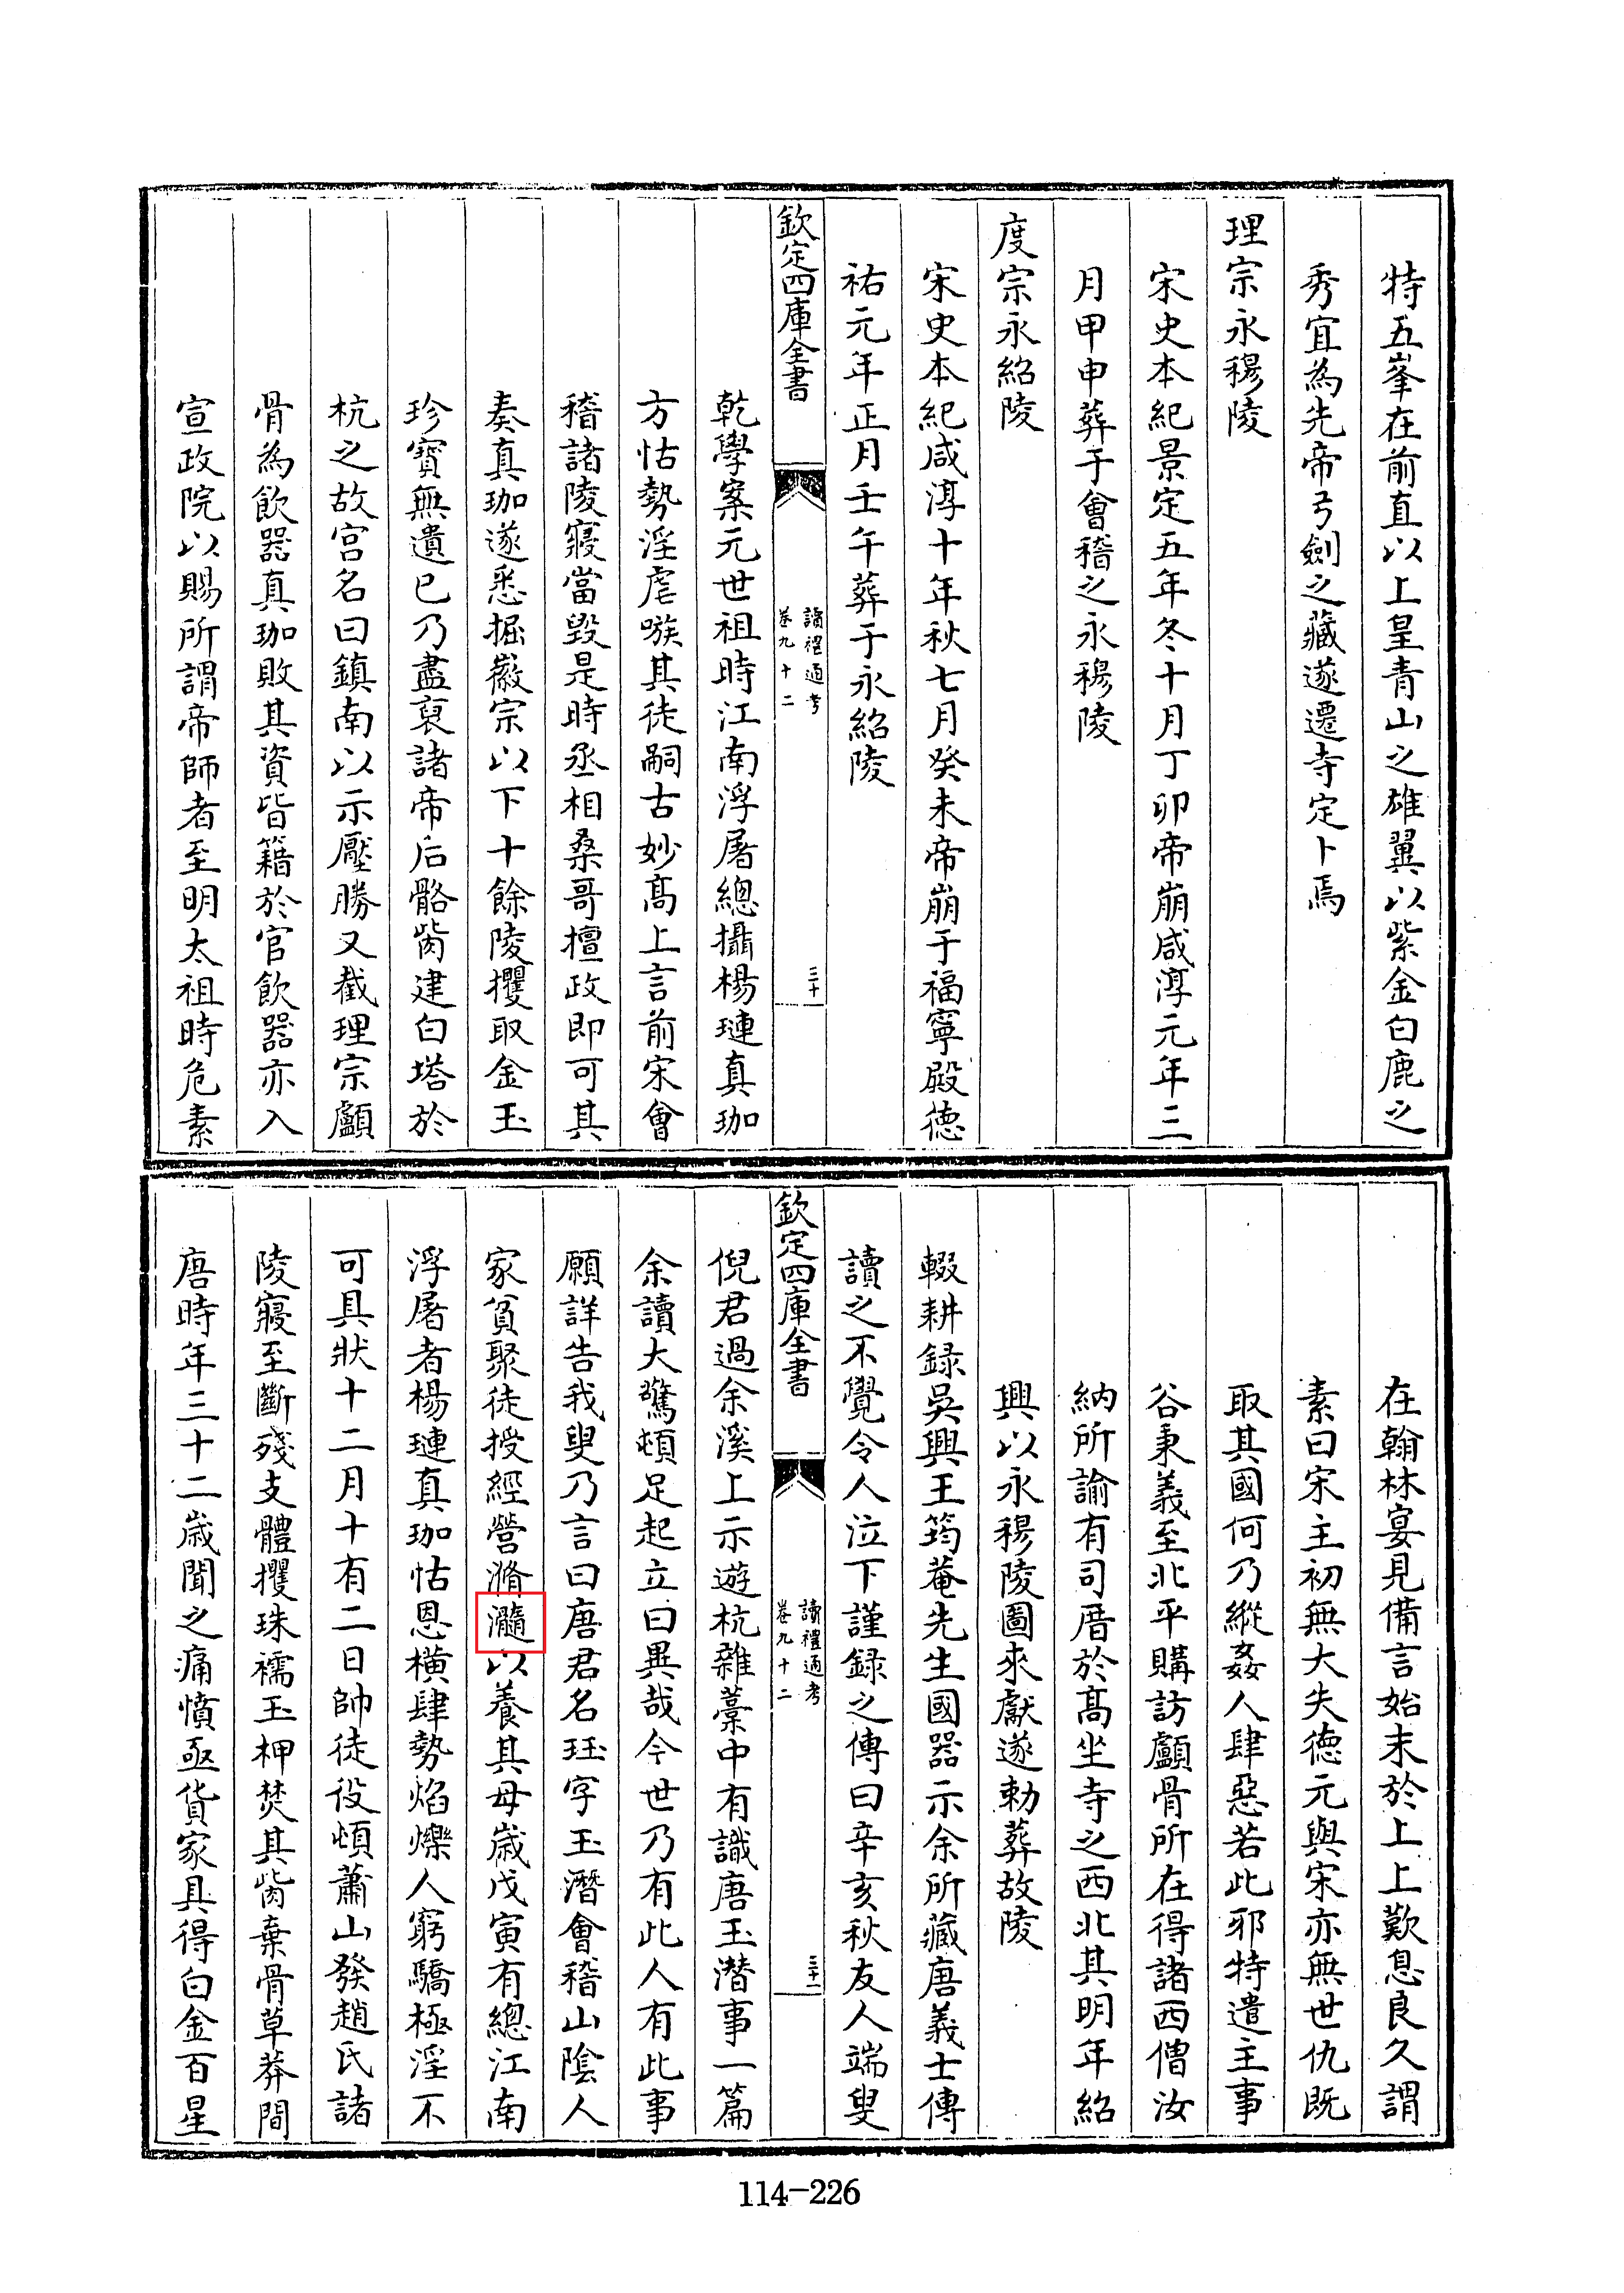 特五峯在前直以上皇青山之雄翼以紫金白鹿之
秀宜為先帝弓劍之藏遂遷寺定卜焉
理宗永穆陵
宋史本紀景定五年冬十月丁卯帝崩咸淳元年三
月甲申葬于會稽之永穆陵
度宗永紹陵
宋史本紀咸淳十年秋七月癸未帝崩于福寧殿德
祐元年正月壬午葬于永紹陵
欽定四庫全書
讀禮通考
卷九十二
三十
乾學案元世祖時江南浮屠總攝楊璉真珈
方怙勢淫虐嗾其徒嗣古妙髙上言前宋會
稽諸陵寢當毀是時丞相桑哥擅政即可其
奏真珈遂悉掘徽宗以下十餘陵攫取金玉
珍寳無遺已乃盡裒諸帝后骼胔建白塔於
杭之故宫名曰鎮南以示壓勝又截理宗顱
骨為飲器真珈敗其資皆籍於官飲器亦入
宣政院以賜所謂帝師者至明太祖時危素
在翰林宴見備言始末於上上歎息良久謂
素曰宋主初無大失徳元與宋亦無世仇既
取其國何乃縱姦人肆惡若此邪特遣主事
谷秉義至北平購訪顱骨所在得諸西僧汝
納所諭有司厝於髙坐寺之西北其明年紹
興以永穆陵圖來獻遂勅葬故陵
輟耕録吳興王筠菴先生國器示余所藏唐義士傳
讀之不覺令人泣下謹録之傳曰辛亥秋友人端叟
欽定四庫全書
讀禮通考
卷九十二
三十一
倪君過余溪上示遊杭雜藁中有識唐玉潜事一篇
余讀大驚頓足起立曰異哉今世乃有此人有此事
願詳告我叟乃言曰唐君名珏字玉潛會稽山陰人
家貧聚徒授經營滫瀡以養其母歳戊寅有總江南
浮屠者楊璉真珈怙恩横肆勢焰爍人窮驕極淫不
可具狀十二月十有二日帥徒役頓蕭山發趙氏諸
陵寢至斷殘支體攫珠襦玉柙焚其胔棄骨草莽間
唐時年三十二歳聞之痛憤亟貨家具得白金百星
114-226